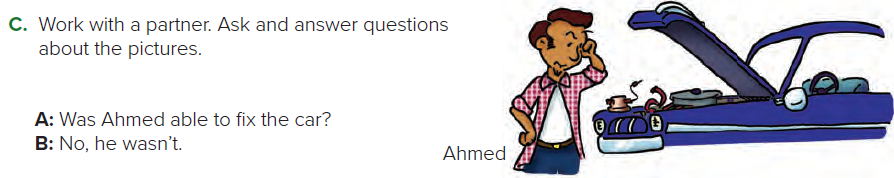 C. Work with a partner. Ask and answer questions
about the pictures.
A: Was Ahmed able to fix the car?
B: No, he wasn't.
Ahmed